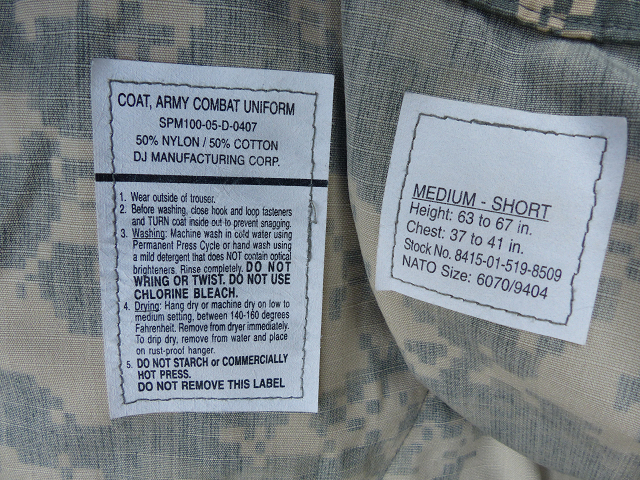 COAT, ARMY COMBAT UNIFORM
SPM100-05-D-0407
50% NYLON / 50% COTTON
DJ MANUFACTURING CORP.
1. Wear outside of trouser.
2. Before washing, close hook and loop fasteners
and TURN coat inside out to prevent snagging.
3. Washing: Machine wash in cold water using
Permanent Press Cycle or hand wash using
a mild detergent that does NOT contain optical
brighteners. Rinse completely. DO NOT
WRING OR TWIST. DO NOT USE
CHLORINE BLEACH.
4. Drying: Hang dry or machine dry on low to
medium setting, between 140-160 degrees
Fahrenheit. Remove from dryer immediately.
To drip dry, remove from water and place
on rust-proof hanger.
5. DO NOT STARCH or COMMERCIALLY
HOT PRESS.
DO NOT REMOVE THIS LABEL
MEDIUM - SHORT
Height: 63 to 67 in.
Chest: 37 to 41 in.
Stock No. 8415-01-519-8509
NATO Size: 6070/9404